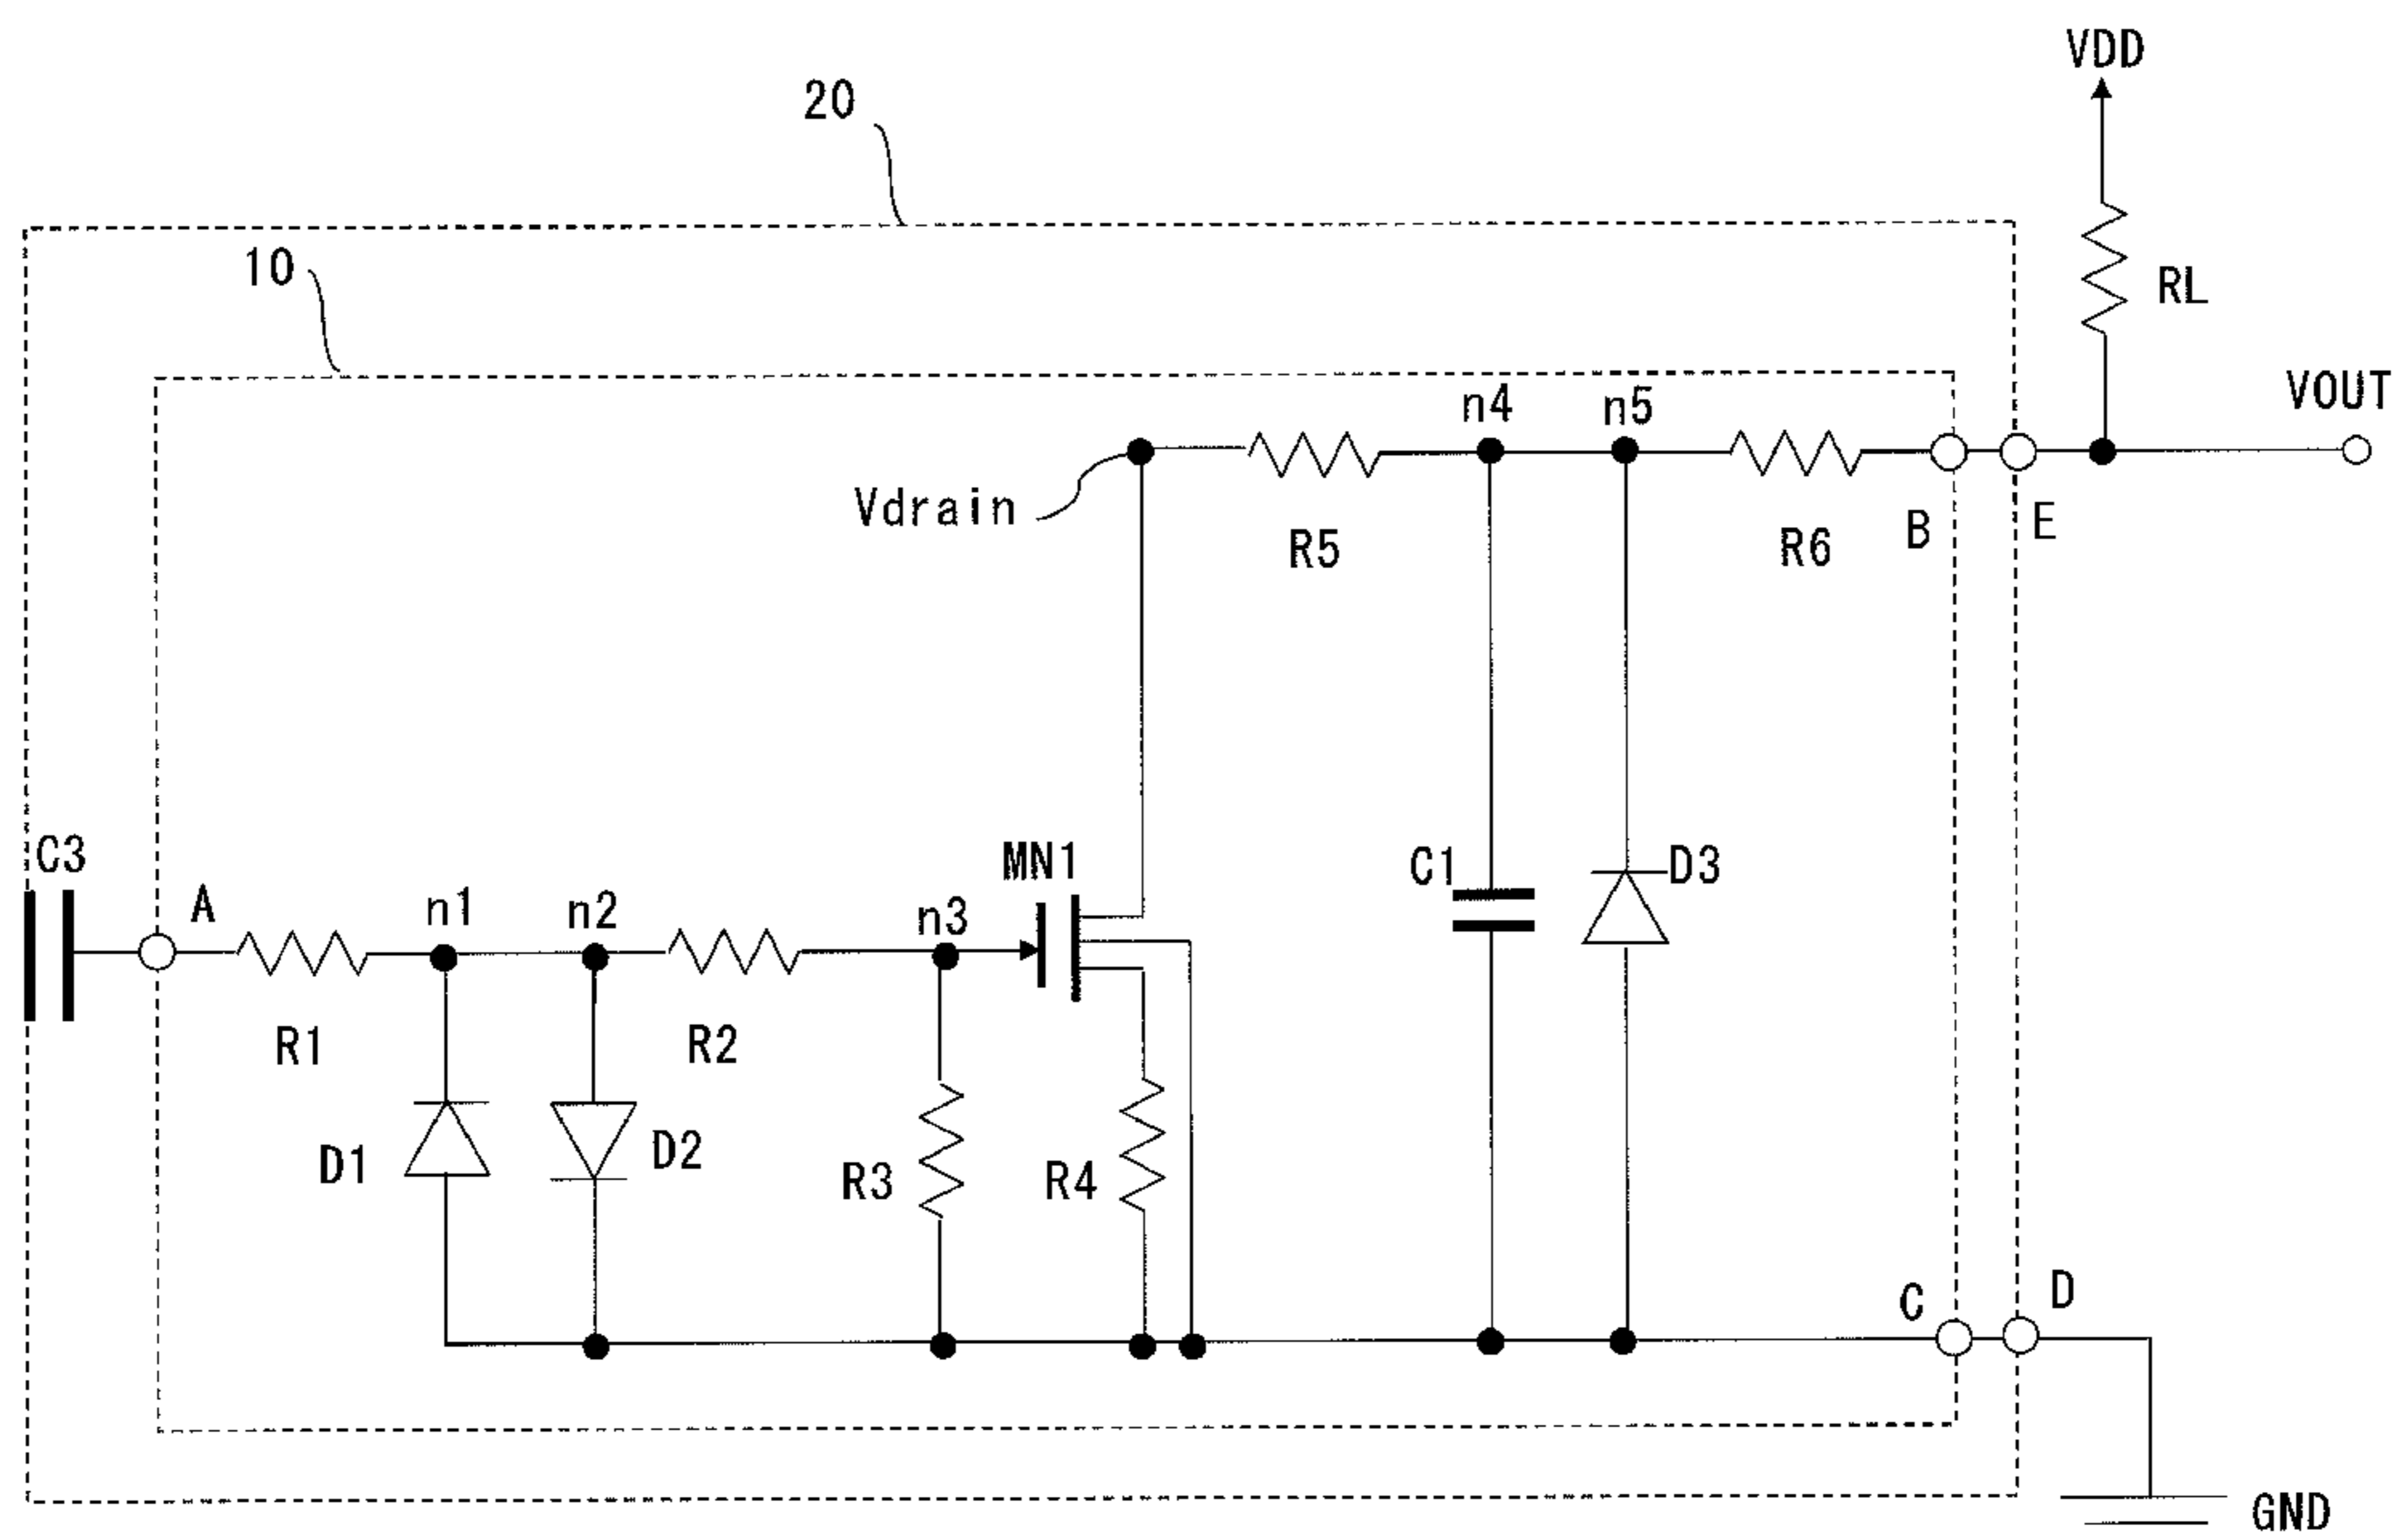 VDD
20
10
RL
VOUT
n4
n5
Vdrain
R5
R6
B
E
C3
A
n1
n2
n3
MN1
C1
D3
R1
R2
D1
D2
R3
R4
C
D
GND